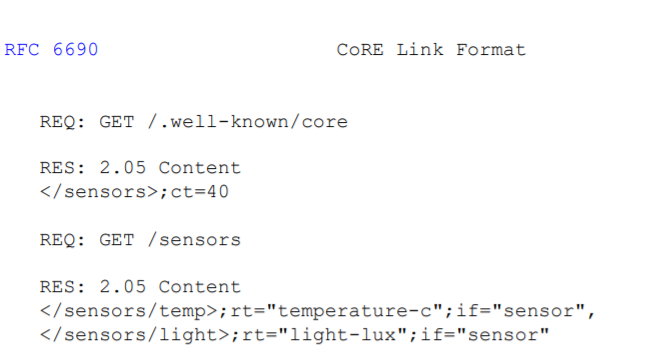 RFC 6690 CoRE Link Format
REQ: GET /.well-known/core
RES: 2.05 Content
</sensors>;ct=40
REQ: GET /sensors
RES: 2.05 Content
</sensors/temp>;rt="temperature-c";if="sensor",
</sensors/light>;rt="light-lux";if="sensor"